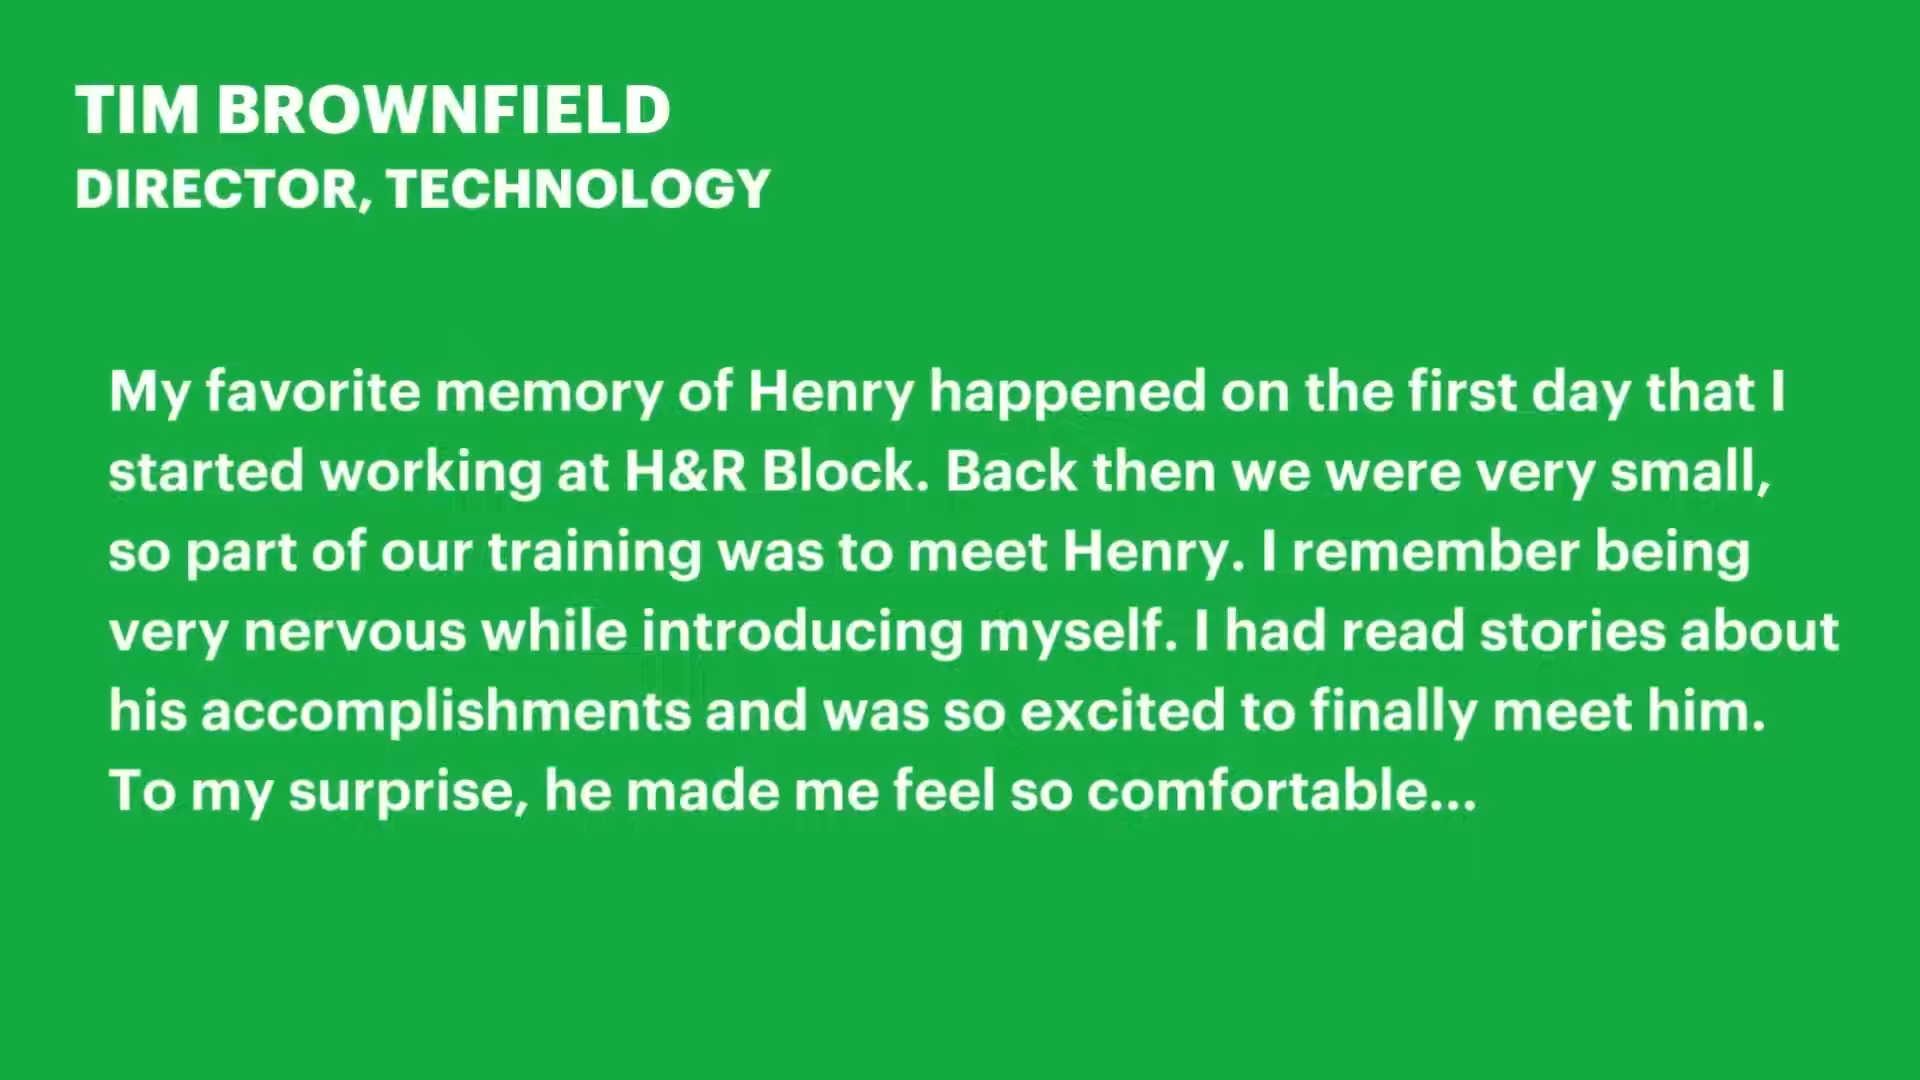 TIM BROWNFIELD
DIRECTOR, TECHNOLOGY
My favorite memory of Henry happened on the first day that I
started working at H&R Block. Back then we were very small,
so part of our training was to meet Henry. I remember being
very nervous while introducing myself. I had read stories about
his accomplishments and was so excited to finally meet him.
To my surprise, he made me feel so comfortable...